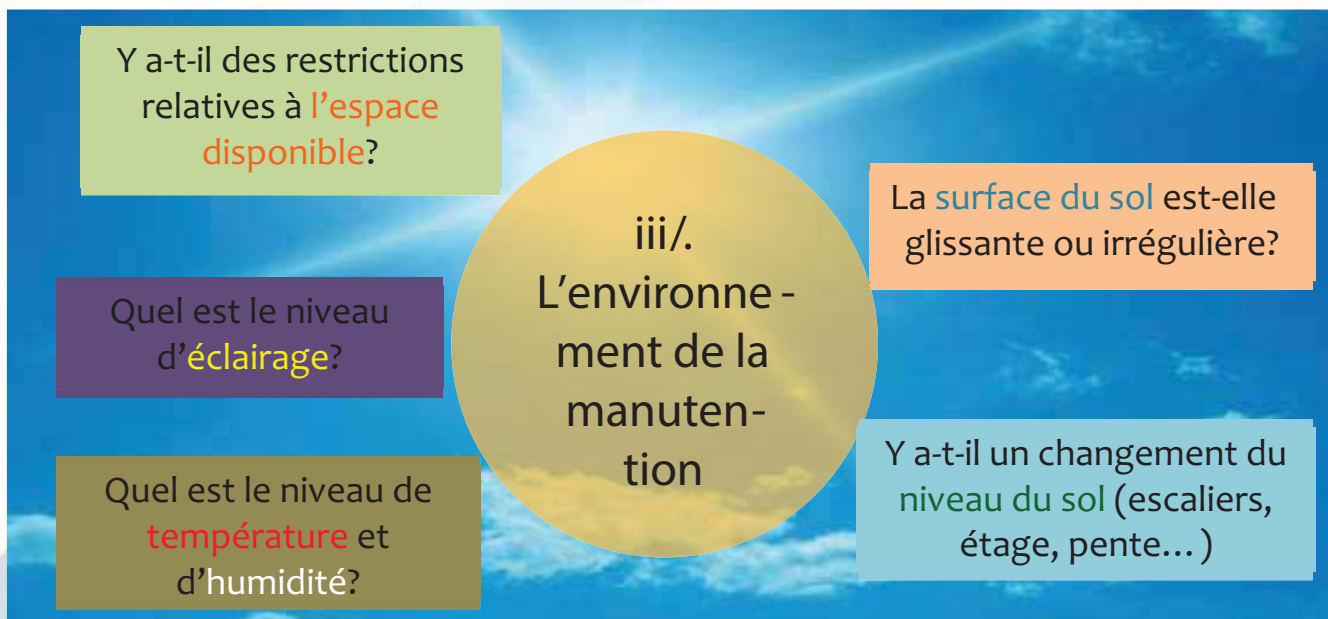 Y a-t-il des restrictions
relatives à l'espace
disponible?
Quel est le niveau
d'éclairage?
Quel est le niveau de
température et
d'humidité?
iii/.
L'environne -
ment de la
manuten-
tion
La surface du sol est-elle
glissante ou irrégulière?
Y a-t-il un changement du
niveau du sol (escaliers,
étage, pente... )